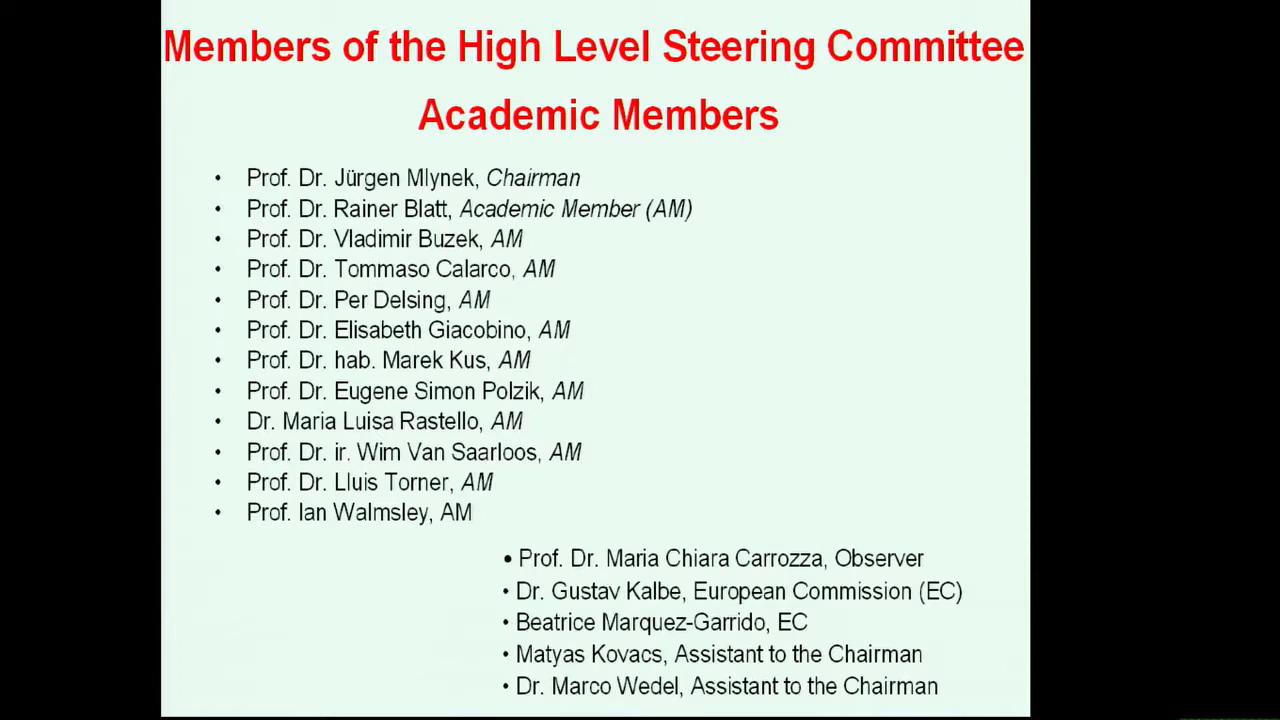 Members of the High Level Steering Committee
Academic Members
• Prof. Dr. Jürgen Mlynek, Chairman
• Prof. Dr. Rainer Blatt, Academic Member (AM)
• Prof. Dr. Vladimir Buzek, AM
• Prof. Dr. Tommaso Calarco, AM
• Prof. Dr. Per Delsing, AM
• Prof. Dr. Elisabeth Giacobino, AM
• Prof. Dr. hab. Marek Kus, AM
• Prof. Dr. Eugene Simon Polzik, AM
• Dr. Maria Luisa Rastello, AM
• Prof. Dr. ir. Wim Van Saarloos, AM
• Prof. Dr. Lluis Torner, AM
• Prof. Ian Walmsley, AM
• Prof. Dr. Maria Chiara Carrozza, Observer
• Dr. Gustav Kalbe, European Commission (EC)
• Beatrice Marquez-Garrido, EC
• Matyas Kovacs, Assistant to the Chairman
• Dr. Marco Wedel, Assistant to the Chairman